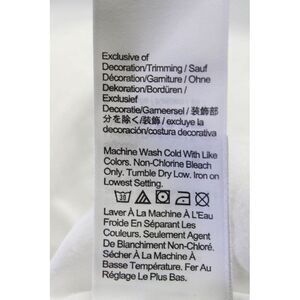 Exclusive of
Decoration/Trimming / Sauf
Décoration/Garniture / Ohne
Dekoration/Bordüren /
Exclusief
Decoratie/Garneersel / 装飾部
分を除く/装飾 / excluye la
decoración/costura decorativa
Machine Wash Cold With Like
Colors. Non-Chlorine Bleach
Only. Tumble Dry Low. Iron on
Lowest Setting.
30
Laver À La Machine À L'Eau
Froide En Séparant Les
Couleurs. Seulement Agent
De Blanchiment Non-Chloré.
Sécher À La Machine À
Basse Température. Fer Au
Réglage Le Plus Bas